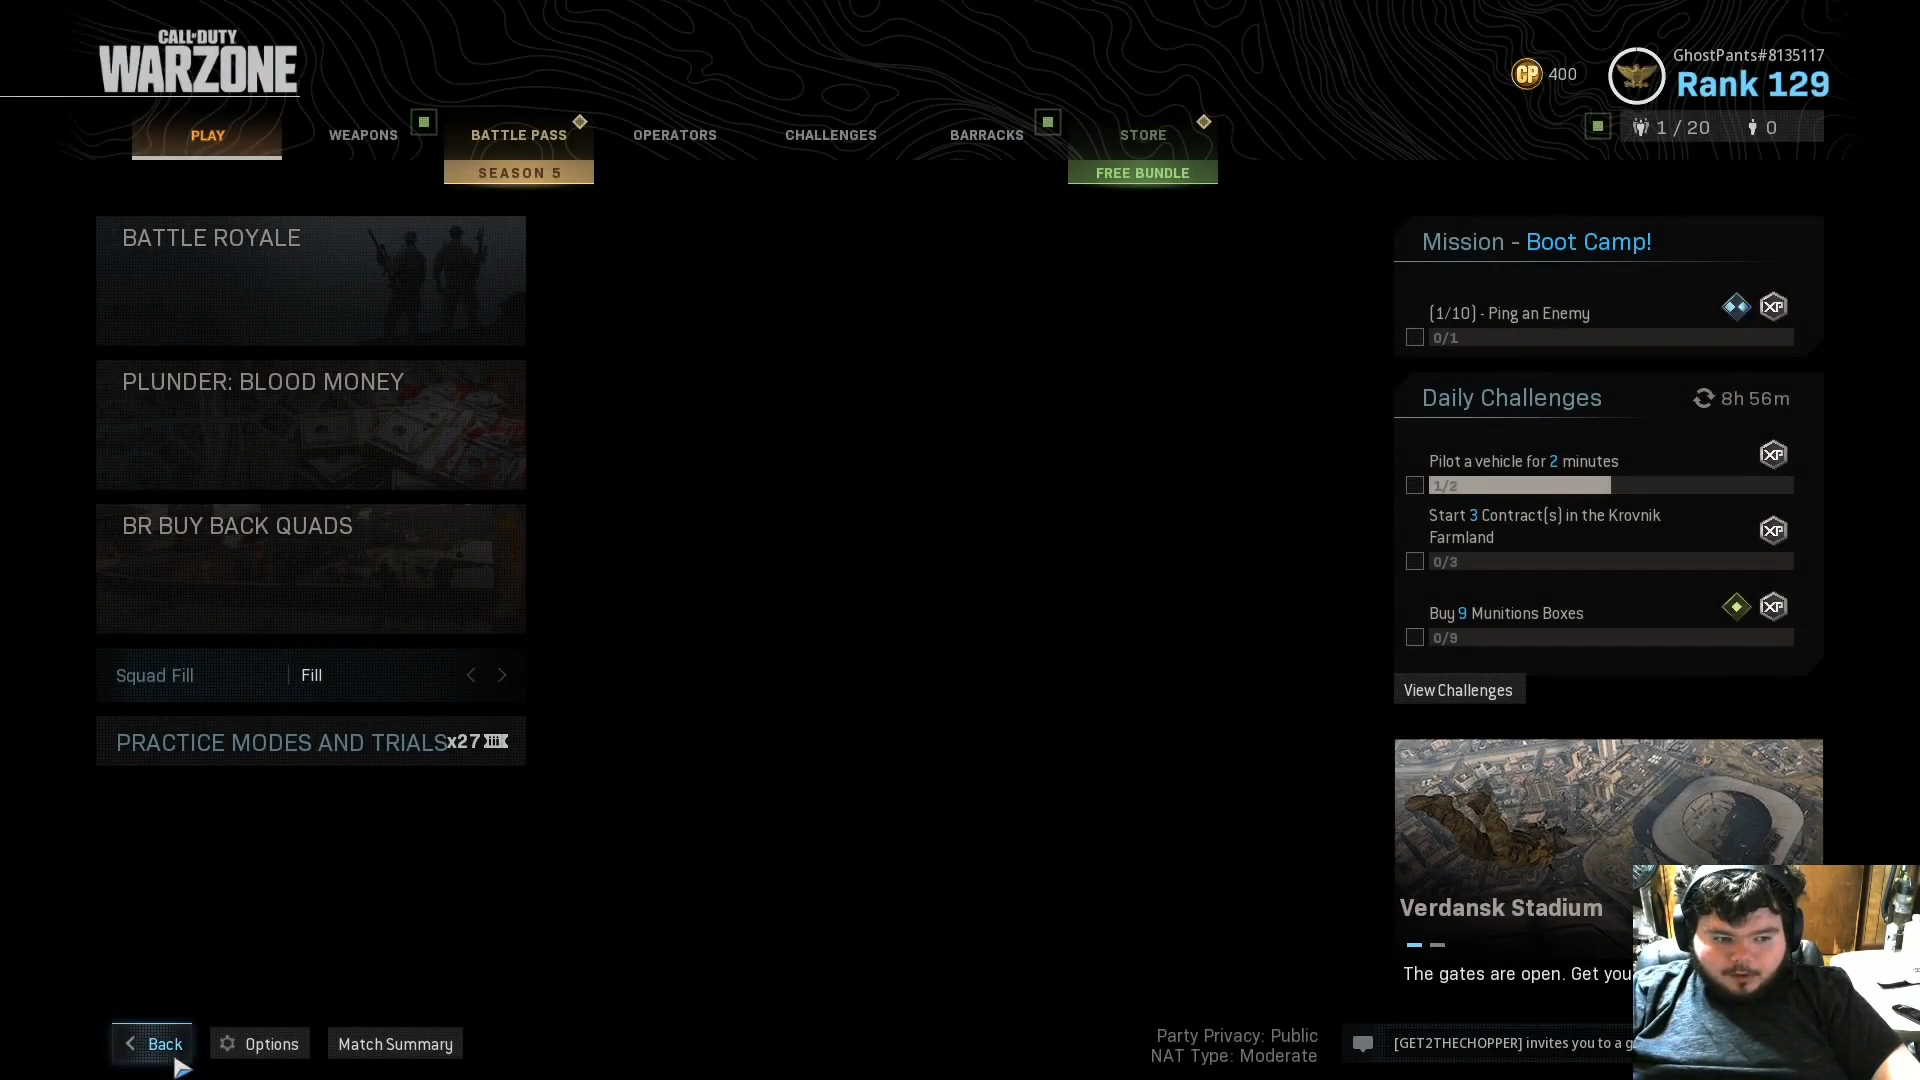 CALL OF DUTY
WARZONE
CP 400
GhostPants#8135117
Rank 129
1 / 20 0
PLAY
WEAPONS
BATTLE PASS
OPERATORS
CHALLENGES
BARRACKS
STORE
SEASON 5
FREE BUNDLE
BATTLE ROYALE
PLUNDER: BLOOD MONEY
BR BUY BACK QUADS
Squad Fill
Fill
PRACTICE MODES AND TRIALS x27
Mission - Boot Camp!
(1/10) - Ping an Enemy
XP
0/1
Daily Challenges
8h 56m
Pilot a vehicle for 2 minutes
XP
1/2
Start 3 Contract(s) in the Krovnik
Farmland
XP
0/3
Buy 9 Munitions Boxes
XP
0/9
View Challenges
Verdansk Stadium
The gates are open. Get you
Back
Options
Match Summary
Party Privacy: Public
NAT Type: Moderate
[GET2THECHOPPER] invites you to a g